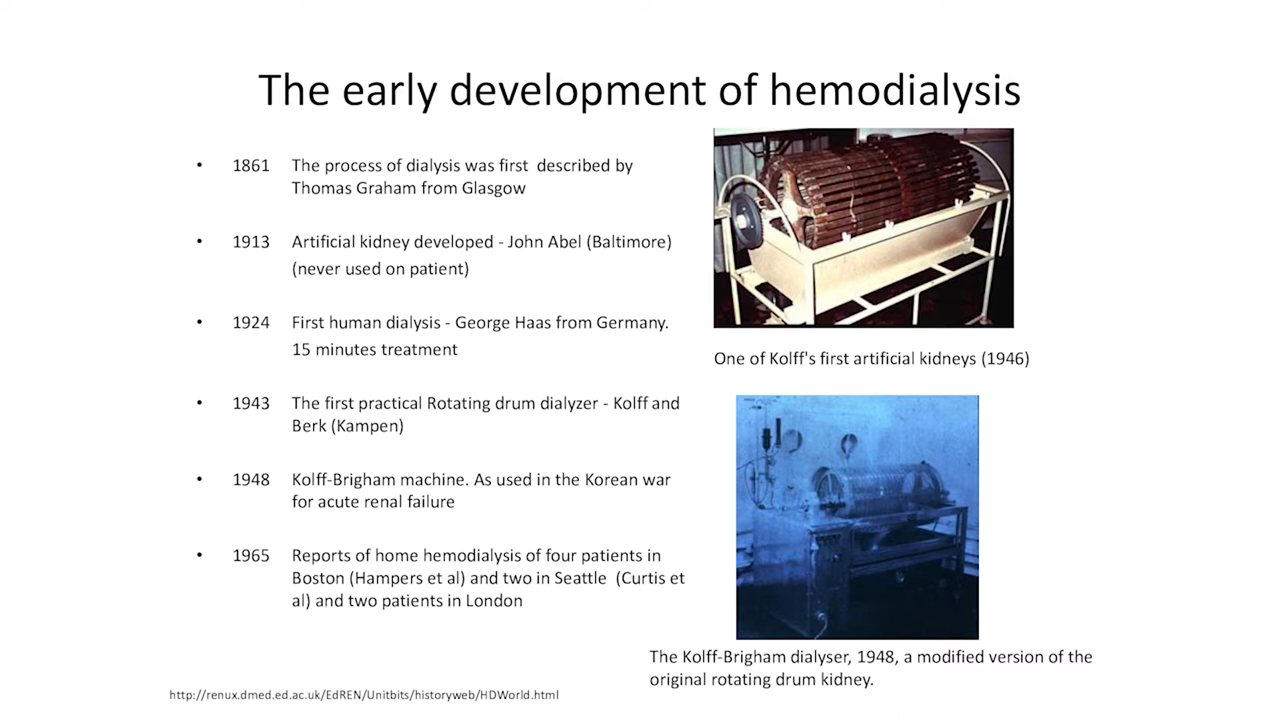 The early development of hemodialysis
• 1861 The process of dialysis was first described by
Thomas Graham from Glasgow
• 1913 Artificial kidney developed - John Abel (Baltimore)
(never used on patient)
• 1924 First human dialysis - George Haas from Germany.
15 minutes treatment
• 1943 The first practical Rotating drum dialyzer - Kolff and
Berk (Kampen)
• 1948 Kolff-Brigham machine. As used in the Korean war
for acute renal failure
• 1965 Reports of home hemodialysis of four patients in
Boston (Hampers et al) and two in Seattle (Curtis et
al) and two patients in London
One of Kolff's first artificial kidneys (1946)
The Kolff-Brigham dialyser, 1948, a modified version of the
original rotating drum kidney.
http://renux.dmed.ed.ac.uk/EdREN/Unitbits/historyweb/HDWorld.html